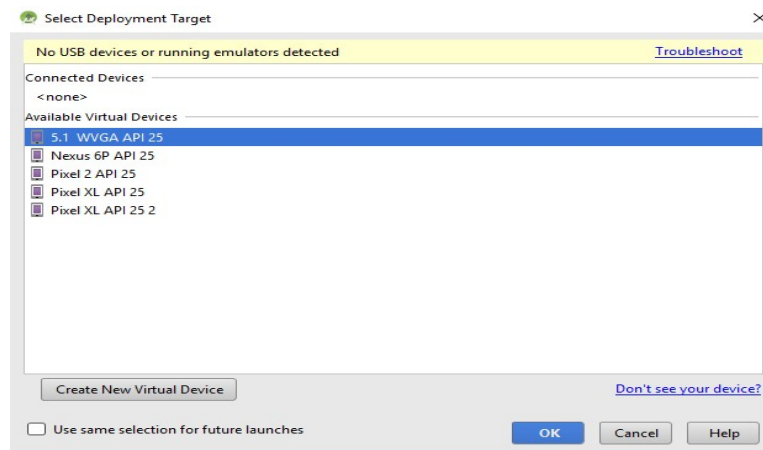 Select Deployment Target
No USB devices or running emulators detected Troubleshoot
Connected Devices
<none>
Available Virtual Devices
5.1 WVGA API 25
Nexus 6P API 25
Pixel 2 API 25
Pixel XL API 25
Pixel XL API 25 2
Create New Virtual Device Don't see your device?
Use same selection for future launches OK Cancel Help